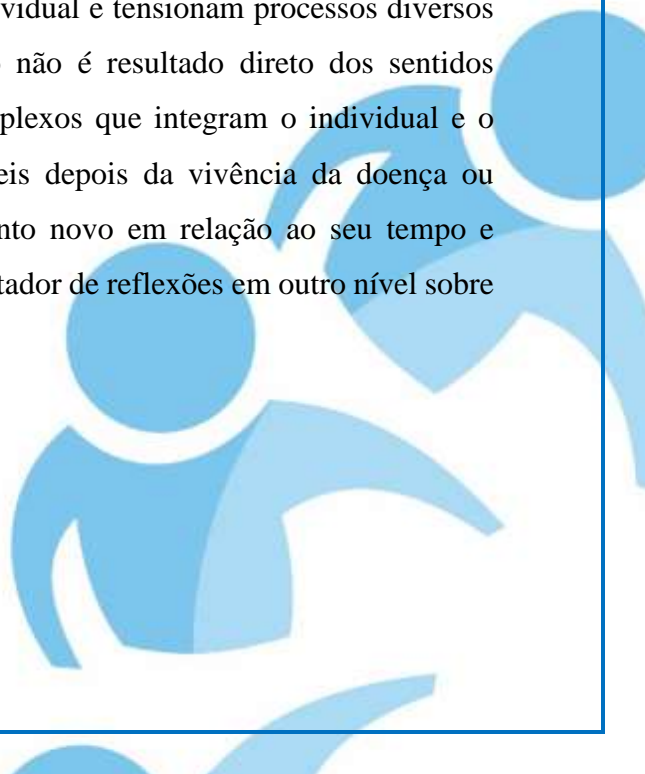 vidual e tensionam processos diversos
não é resultado direto dos sentidos
plexos que integram o individual e o
eis depois da vivência da doença ou
nto novo em relação ao seu tempo e
tador de reflexões em outro nível sobre